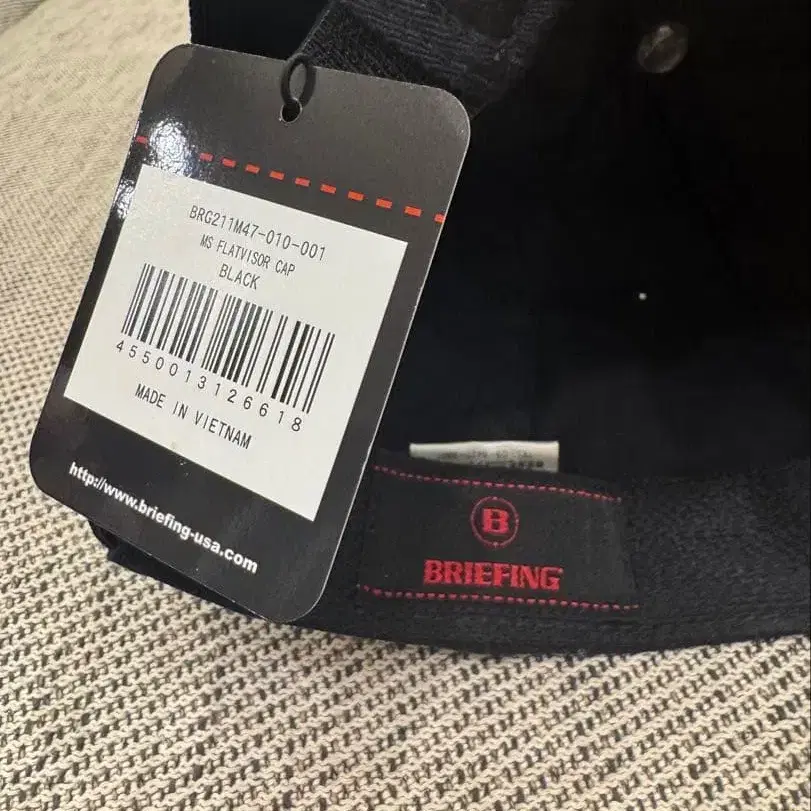 BRG211M47-010-001
MS FLATVISOR CAP
BLACK
4550013126618
MADE IN VIETNAM
http://www.briefing-usa.com
B
BRIEFING